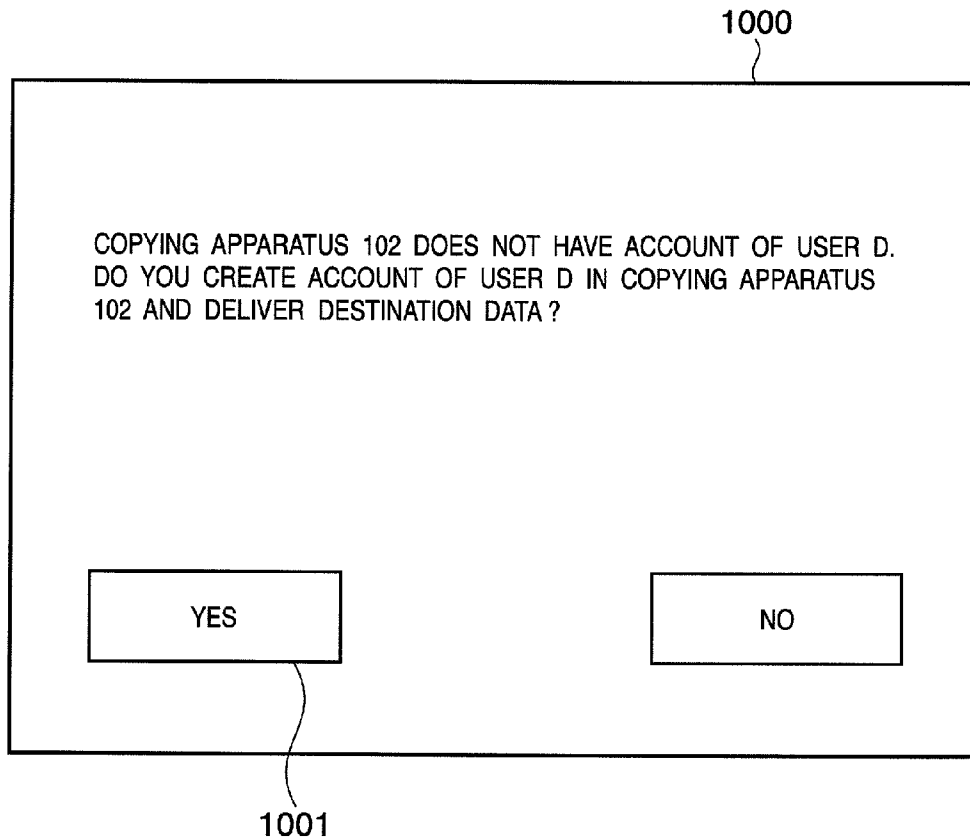 1000
COPYING APPARATUS 102 DOES NOT HAVE ACCOUNT OF USER D.
DO YOU CREATE ACCOUNT OF USER D IN COPYING APPARATUS
102 AND DELIVER DESTINATION DATA ?
YES
NO
1001